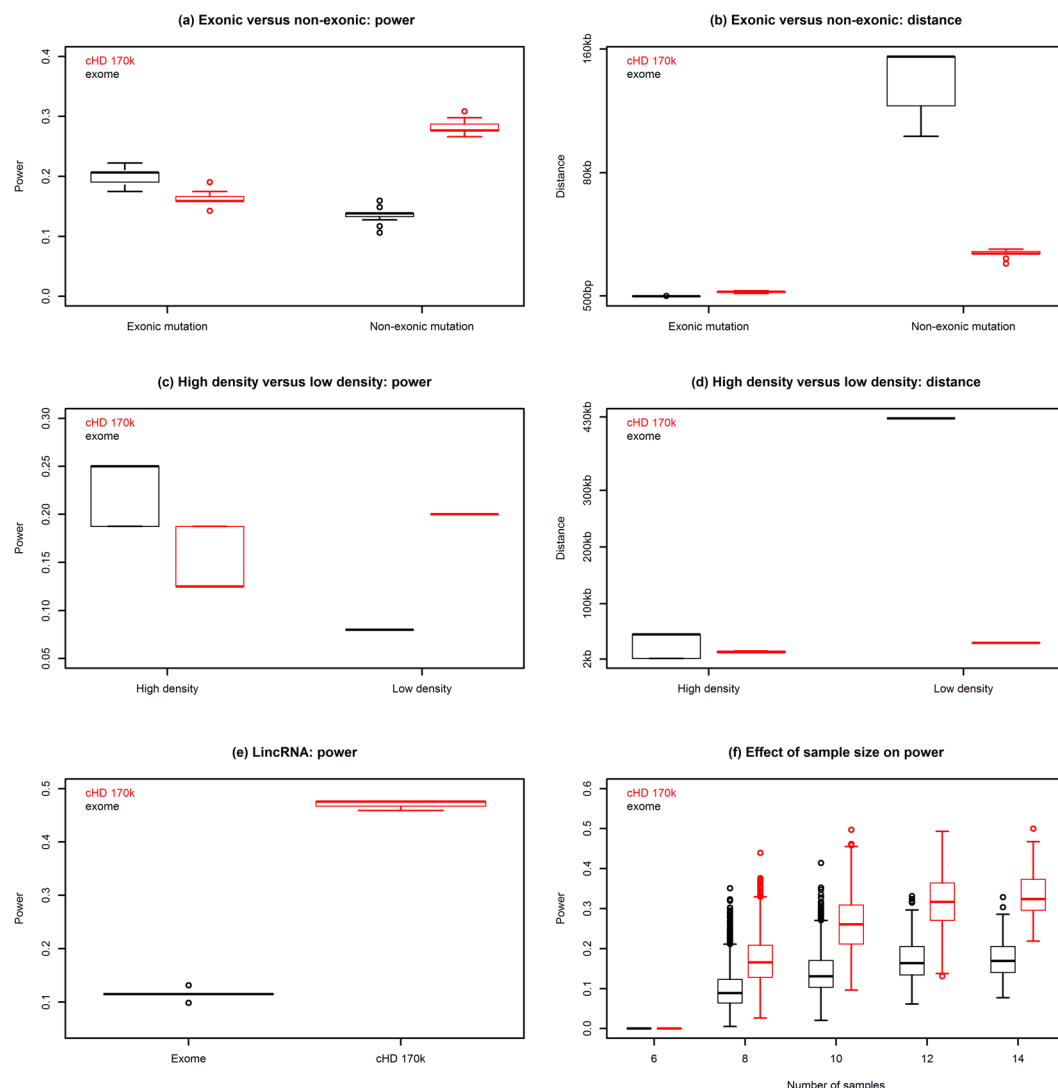 (a) Exonic versus non-exonic: power
cHD 170k
exome
Power
0.0
0.1
0.2
0.3
0.4
Exonic mutation
Non-exonic mutation
(b) Exonic versus non-exonic: distance
cHD 170k
exome
Distance
500bp
80kb
160kb
Exonic mutation
Non-exonic mutation
(c) High density versus low density: power
cHD 170k
exome
Power
0.05
0.10
0.15
0.20
0.25
0.30
High density
Low density
(d) High density versus low density: distance
cHD 170k
exome
Distance
2kb
100kb
200kb
300kb
430kb
High density
Low density
(e) LincRNA: power
cHD 170k
exome
Power
0.1
0.2
0.3
0.4
0.5
Exome
cHD 170k
(f) Effect of sample size on power
cHD 170k
exome
Power
0.0
0.1
0.2
0.3
0.4
0.5
0.6
6
8
10
12
14
Number of samples